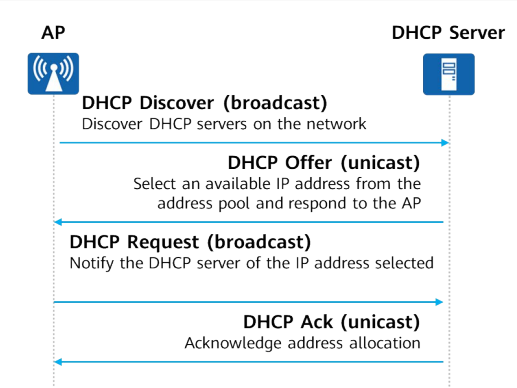 AP
DHCP Server
DHCP Discover (broadcast)
Discover DHCP servers on the network
DHCP Offer (unicast)
Select an available IP address from the
address pool and respond to the AP
DHCP Request (broadcast)
Notify the DHCP server of the IP address selected
DHCP Ack (unicast)
Acknowledge address allocation